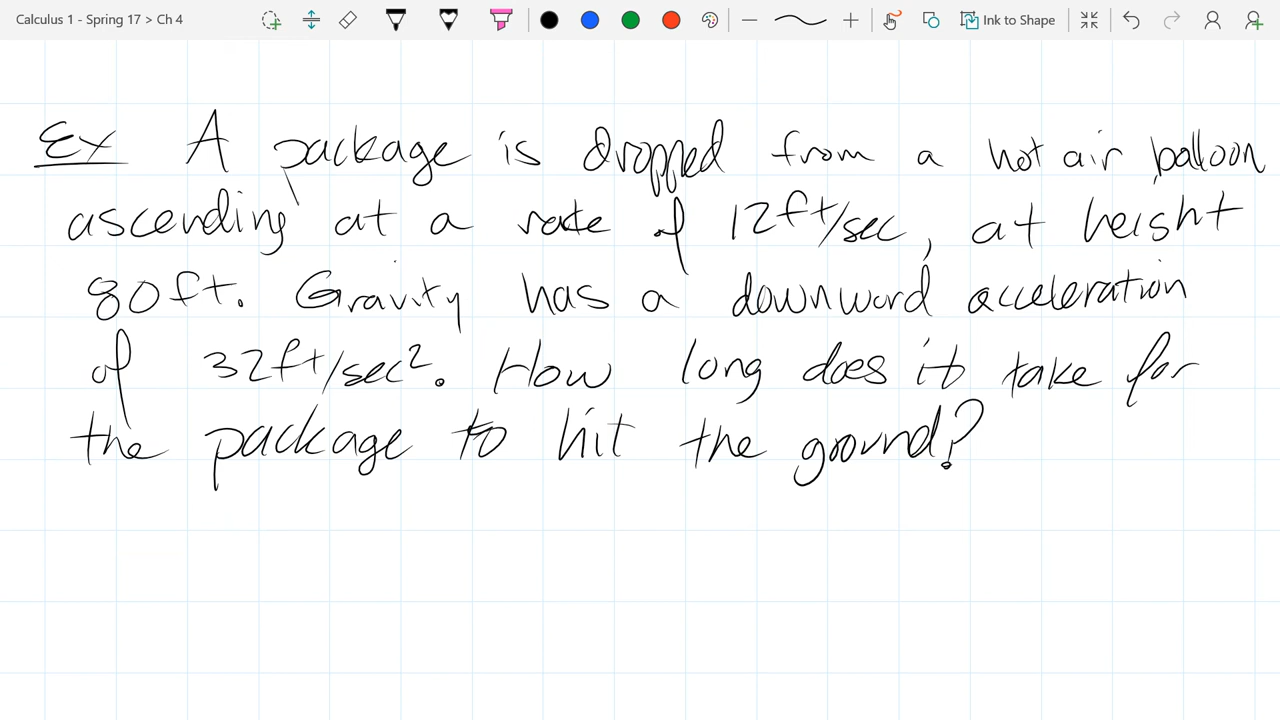 Calculus 1 - Spring 17 > Ch 4
Ink to Shape
Ex A package is dropped from a hot air balloon
ascending at a rate of 12ft/sec, at height
80ft. Gravity has a downward acceleration
of 32ft/sec². How long does it take for
the package to hit the ground?